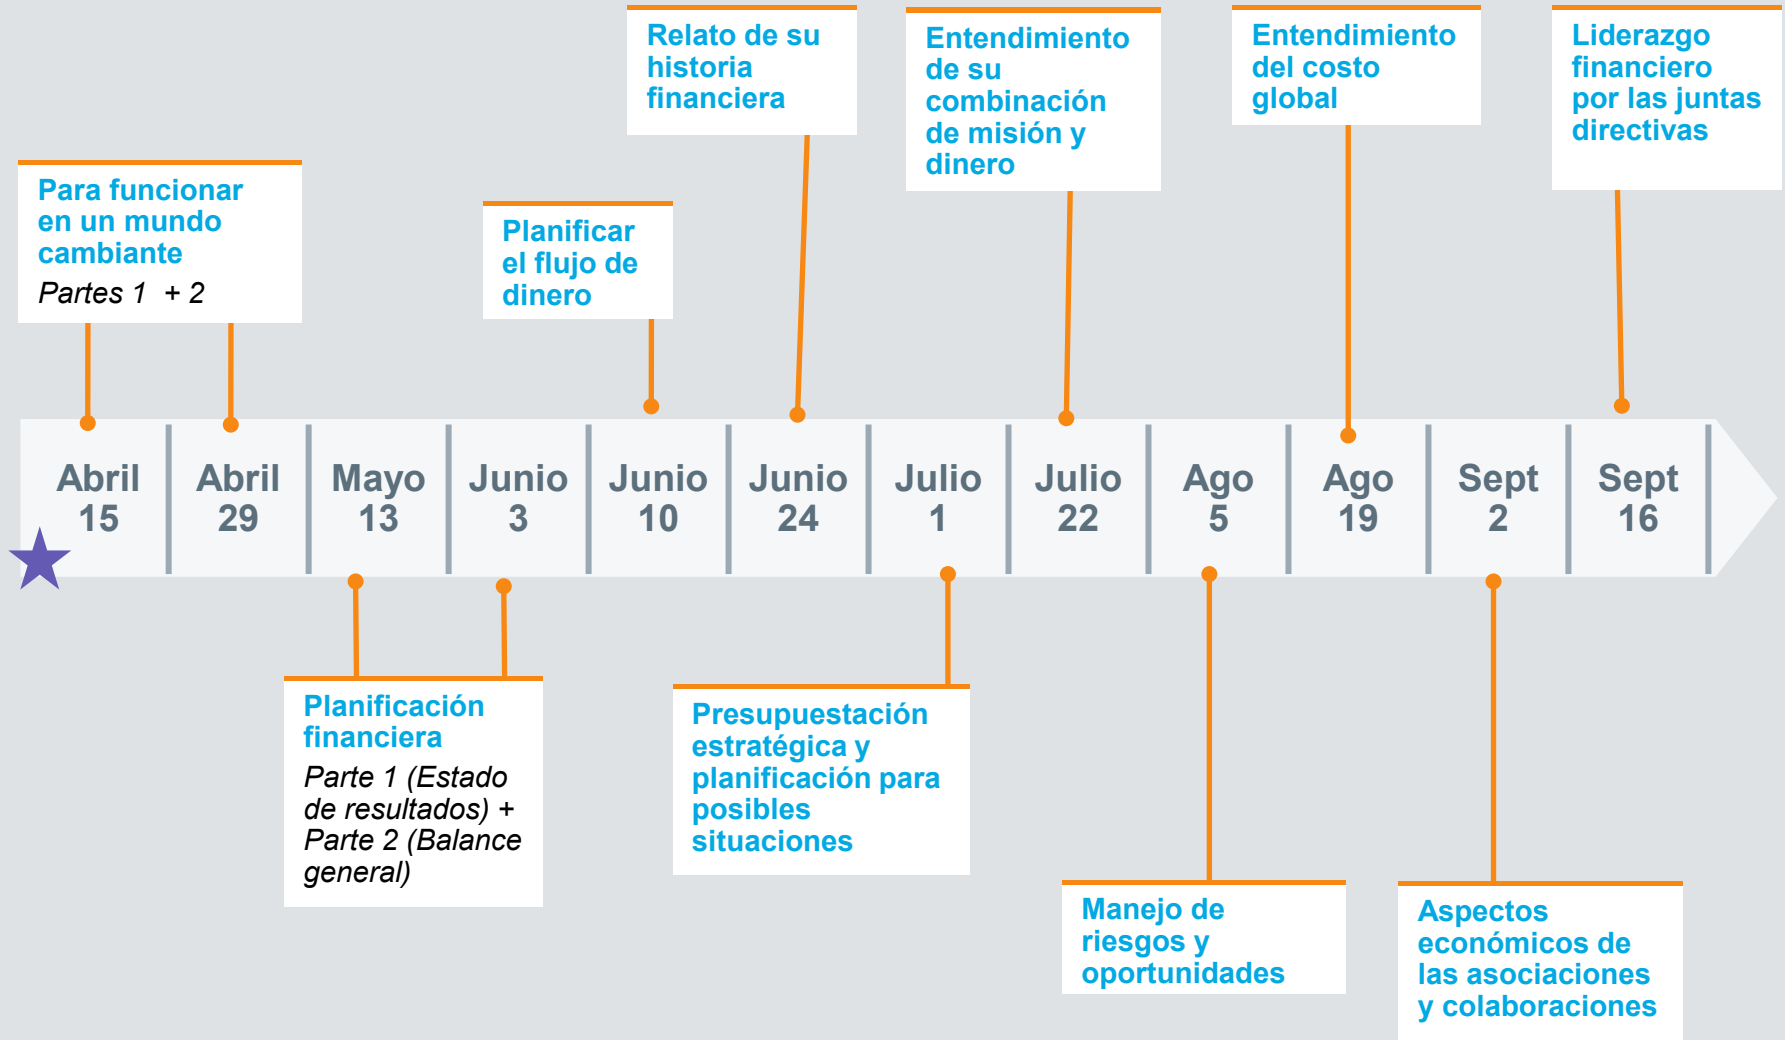 Para funcionar
en un mundo
cambiante
Partes 1 + 2
Planificar
el flujo de
dinero
Relato de su
historia
financiera
Entendimiento
de su
combinación
de misión y
dinero
Entendimiento
del costo
global
Liderazgo
financiero
por las juntas
directivas
Abril
15
Abril
29
Mayo
13
Junio
3
Junio
10
Junio
24
Julio
1
Julio
22
Ago
5
Ago
19
Sept
2
Sept
16
Planificación
financiera
Parte 1 (Estado
de resultados) +
Parte 2 (Balance
general)
Presupuestación
estratégica y
planificación para
posibles
situaciones
Manejo de
riesgos y
oportunidades
Aspectos
económicos de
las asociaciones
y colaboraciones